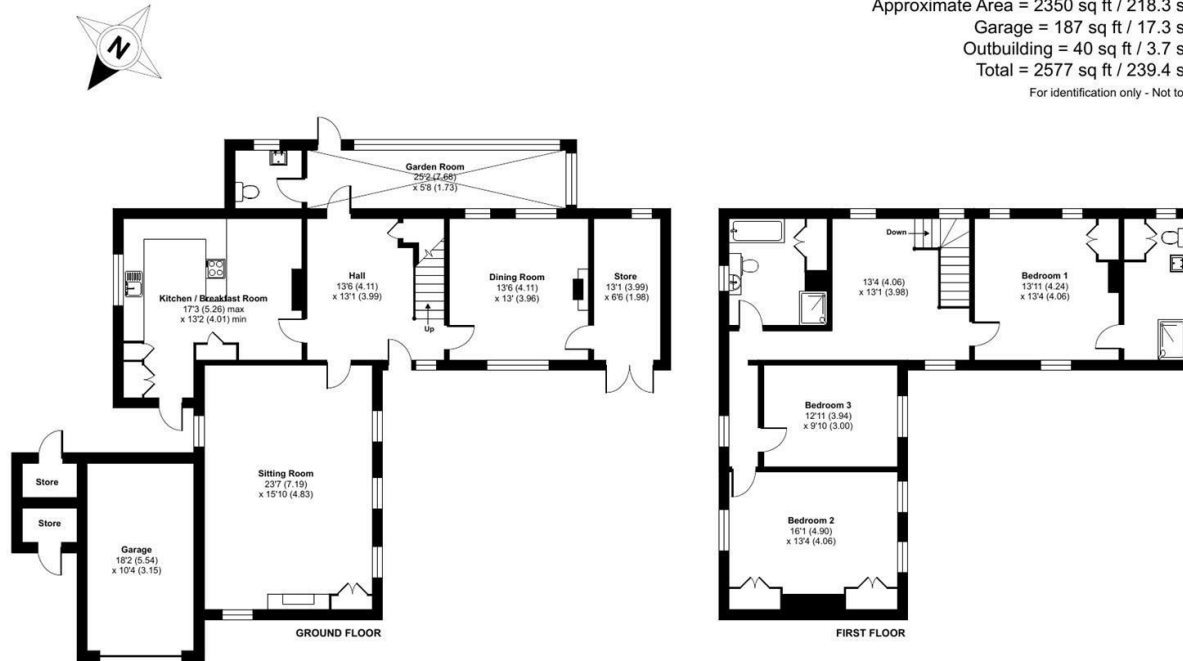 Approximate Area = 2350 sq ft / 218.3 s
Garage = 187 sq ft / 17.3 s
Outbuilding = 40 sq ft / 3.7 s
Total = 2577 sq ft / 239.4 s
For identification only - Not to
N
Garden Room
25'2 (7.68)
x 5'8 (1.73)
Kitchen / Breakfast Room
17'3 (5.26) max
x 13'2 (4.01) min
Hall
13'6 (4.11)
x 13'1 (3.99)
Up
Dining Room
13'6 (4.11)
x 13' (3.96)
Store
13'1 (3.99)
x 6'6 (1.98)
Sitting Room
23'7 (7.19)
x 15'10 (4.83)
Store
Store
Garage
18'2 (5.54)
x 10'4 (3.15)
GROUND FLOOR
Down
13'4 (4.06)
x 13'1 (3.98)
Bedroom 1
13'11 (4.24)
x 13'4 (4.06)
Bedroom 3
12'11 (3.94)
x 9'10 (3.00)
Bedroom 2
16'1 (4.90)
x 13'4 (4.06)
FIRST FLOOR